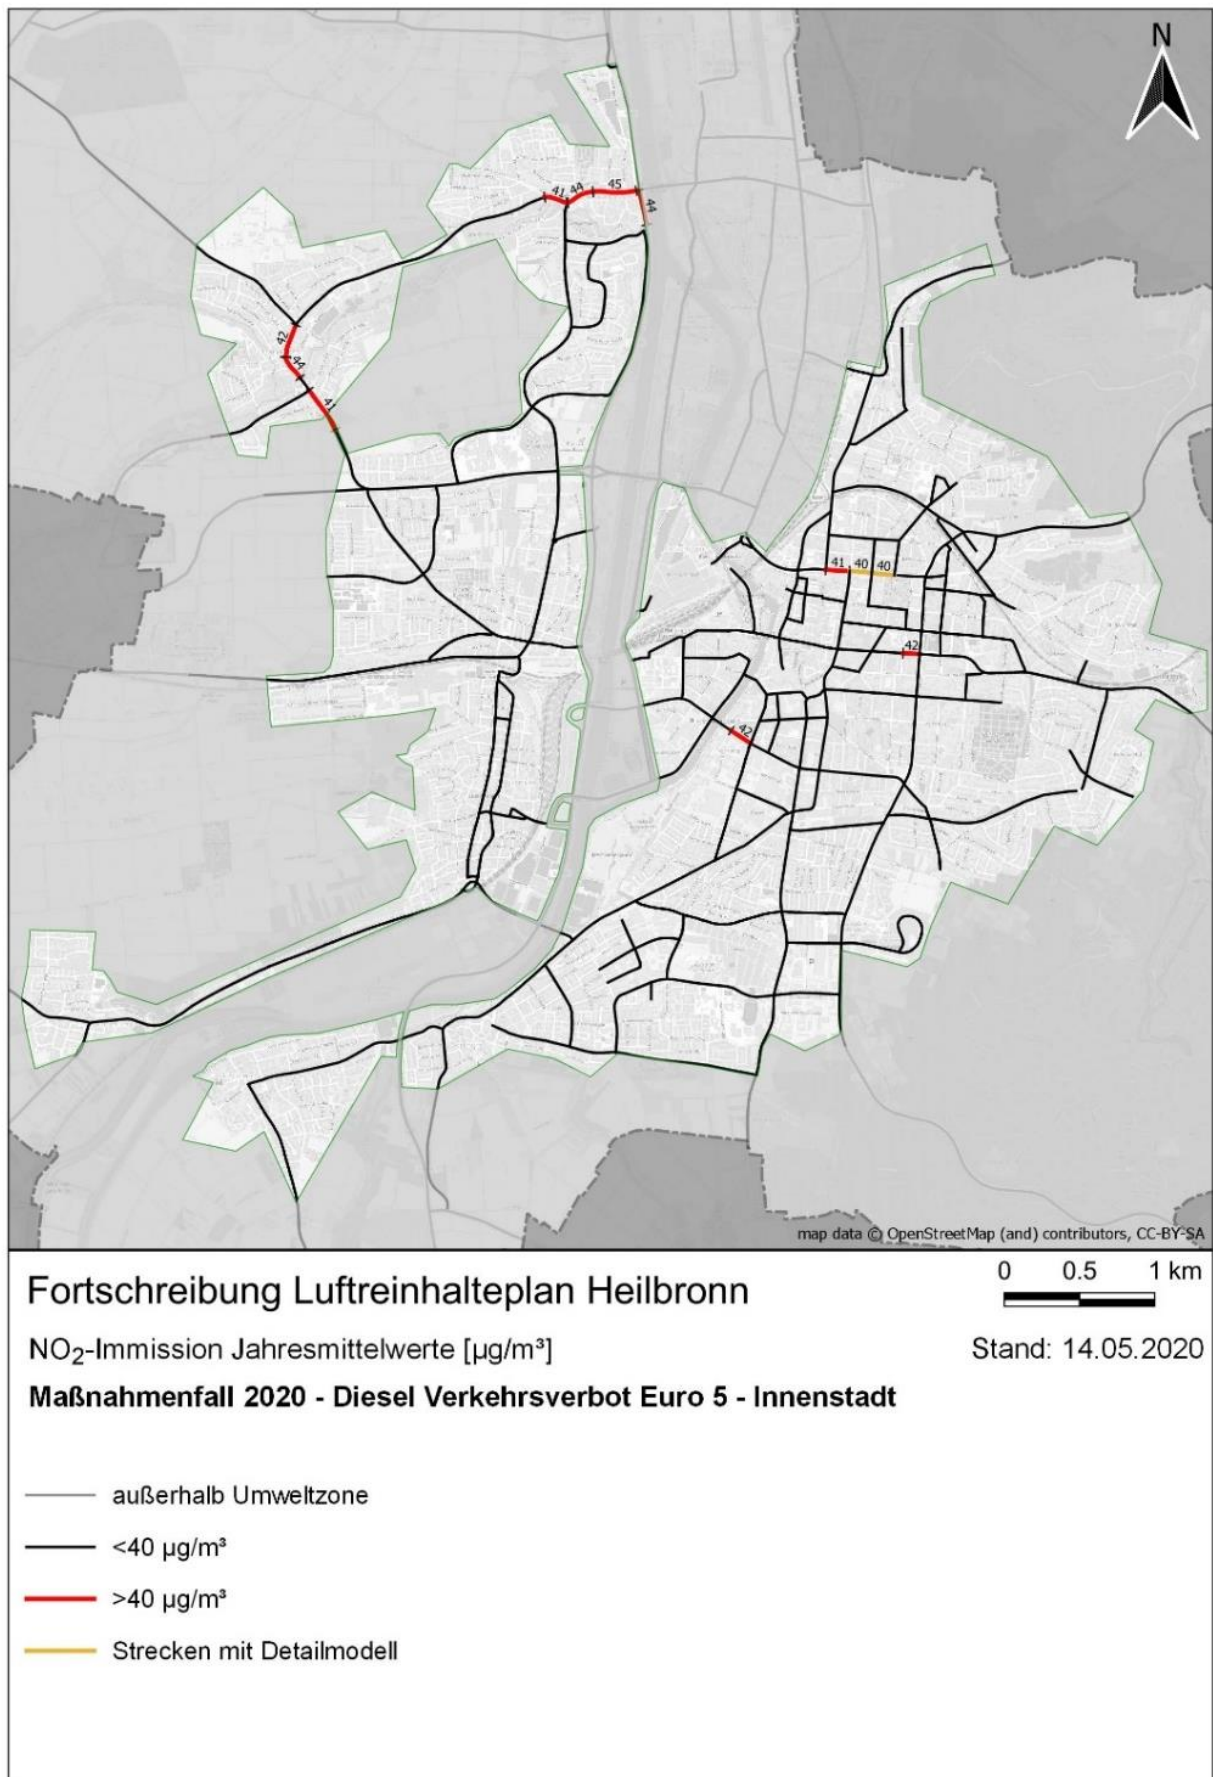 N
41
44
45
44
42
44
41
41
40
40
42
42
map data © OpenStreetMap (and) contributors, CC-BY-SA
Fortschreibung Luftreinhalteplan Heilbronn
0 0.5 1 km
NO₂-Immission Jahresmittelwerte [µg/m³]
Stand: 14.05.2020
Maßnahmenfall 2020 - Diesel Verkehrsverbot Euro 5 - Innenstadt
außerhalb Umweltzone
<40 µg/m³
>40 µg/m³
Strecken mit Detailmodell